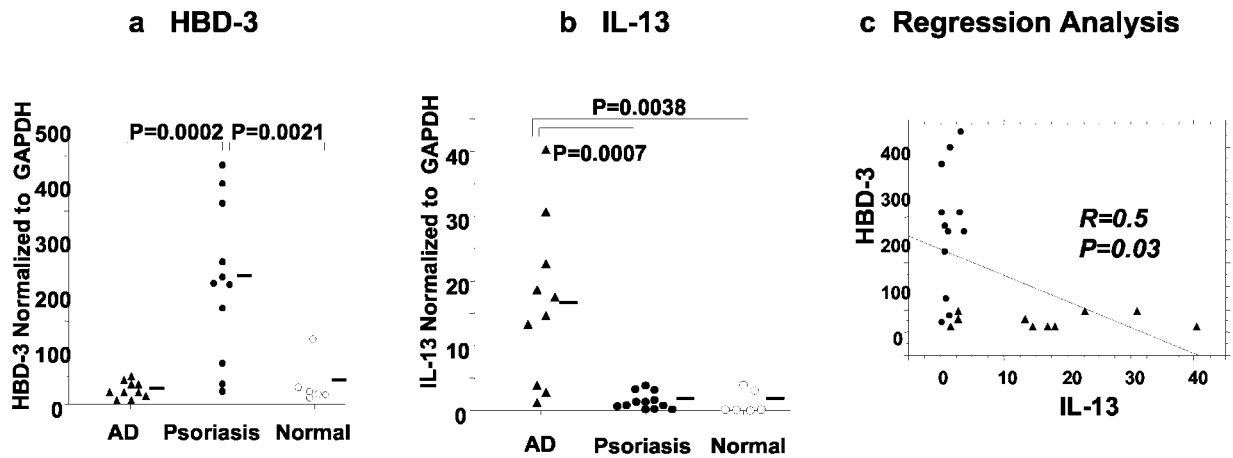 a HBD-3
b IL-13
c Regression Analysis
HBD-3 Normalized to GAPDH
500
400
300
200
100
0
P=0.0002
P=0.0021
AD
Psoriasis
Normal
IL-13 Normalized to GAPDH
40
30
20
10
0
P=0.0038
P=0.0007
AD
Psoriasis
Normal
HBD-3
400
300
200
100
0
R=0.5
P=0.03
0 10 20 30 40
IL-13